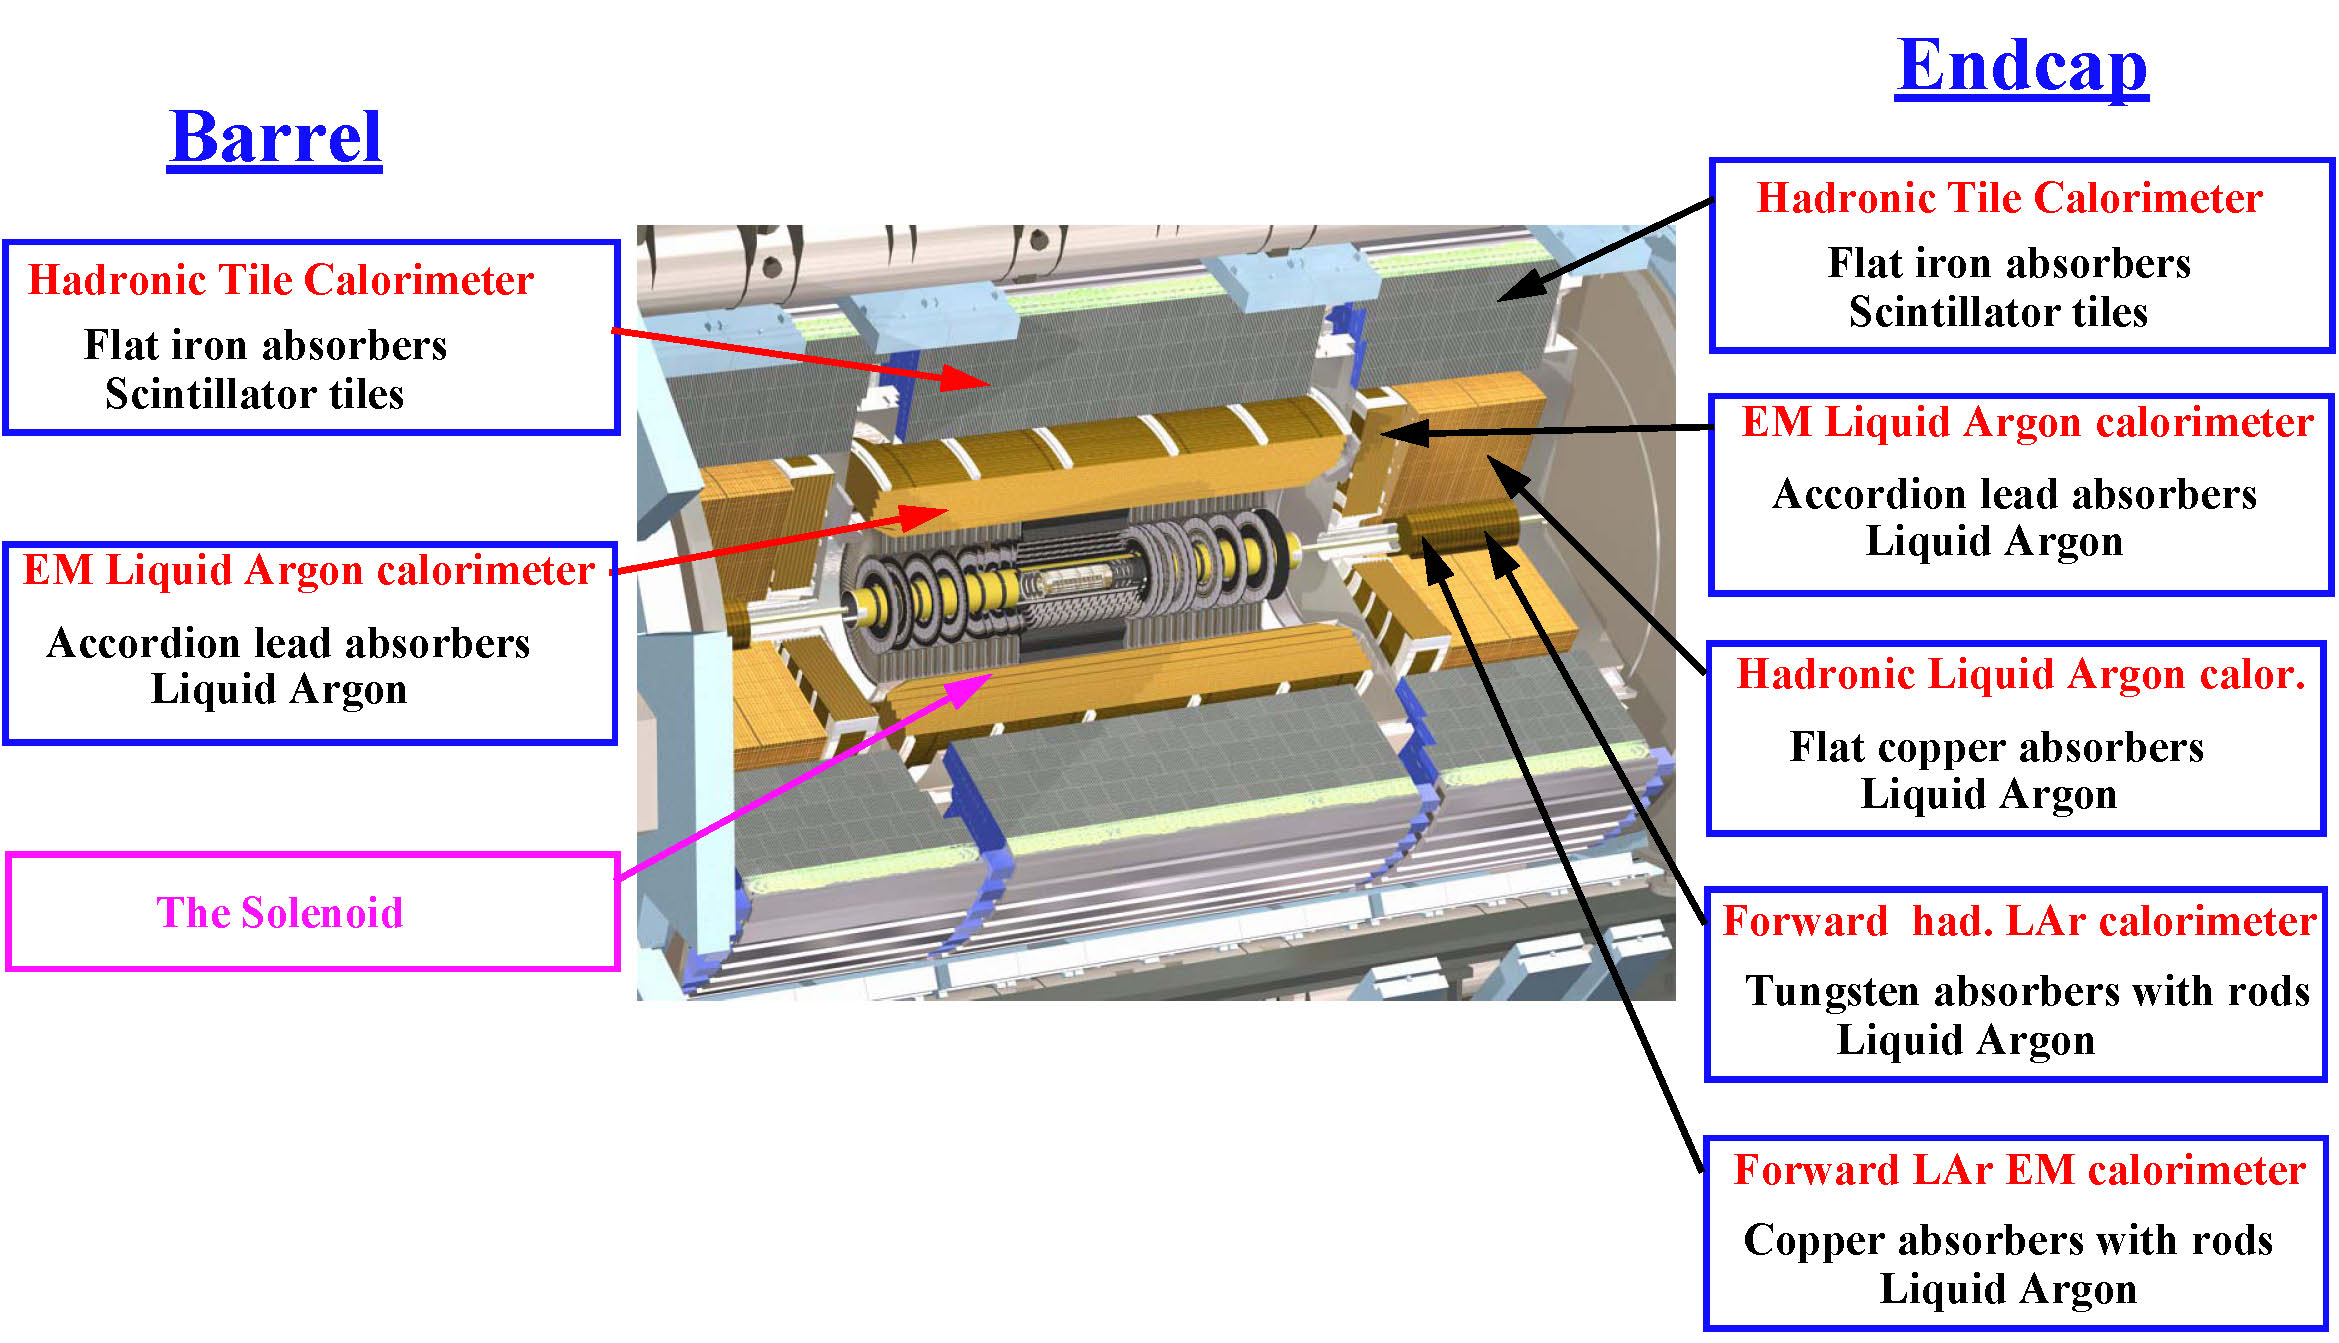 Barrel
Hadronic Tile Calorimeter
Flat iron absorbers
Scintillator tiles
EM Liquid Argon calorimeter
Accordion lead absorbers
Liquid Argon
The Solenoid
Endcap
Hadronic Tile Calorimeter
Flat iron absorbers
Scintillator tiles
EM Liquid Argon calorimeter
Accordion lead absorbers
Liquid Argon
Hadronic Liquid Argon calor.
Flat copper absorbers
Liquid Argon
Forward had. LAr calorimeter
Tungsten absorbers with rods
Liquid Argon
Forward LAr EM calorimeter
Copper absorbers with rods
Liquid Argon